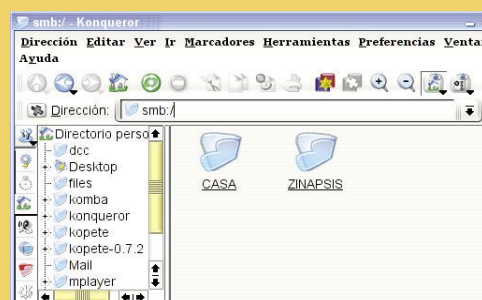 smb:/ - Konqueror
Dirección Editar Ver Ir Marcadores Herramientas Preferencias Venta
Ayuda
Dirección: smb:/
Directorio perso
dcc
Desktop
files
komba
konqueror
kopete
kopete-0.7.2
Mail
mplayer
CASA ZINAPSIS